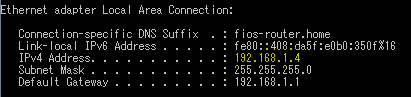 Ethernet adapter Local Area Connection:
Connection-specific DNS Suffix  . : fios-router.home
Link-local IPv6 Address . . . . . : fe80::408:da5f:e0b0:350f%16
IPv4 Address. . . . . . . . . . . : 192.168.1.4
Subnet Mask . . . . . . . . . . . : 255.255.255.0
Default Gateway . . . . . . . . . : 192.168.1.1